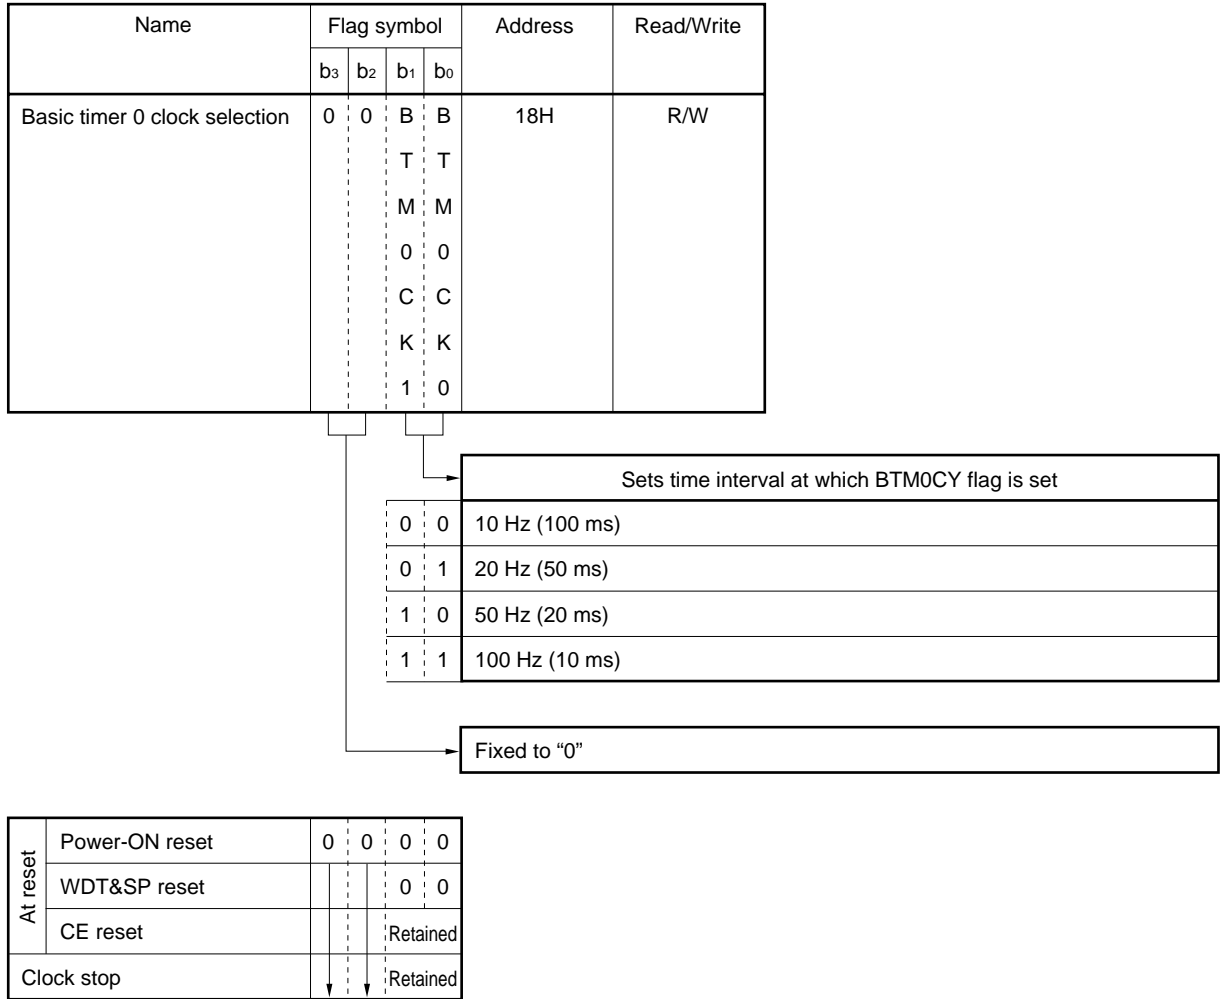 Name Flag symbol Address Read/Write
b3 b2 b1 b0
Basic timer 0 clock selection 0 0 B B 18H R/W
T T
M M
0 0
C C
K K
1 0
Sets time interval at which BTM0CY flag is set
0 0 10 Hz (100 ms)
0 1 20 Hz (50 ms)
1 0 50 Hz (20 ms)
1 1 100 Hz (10 ms)
Fixed to “0”
At reset
Power-ON reset 0 0 0 0
WDT&SP reset 0 0
CE reset Retained
Clock stop Retained